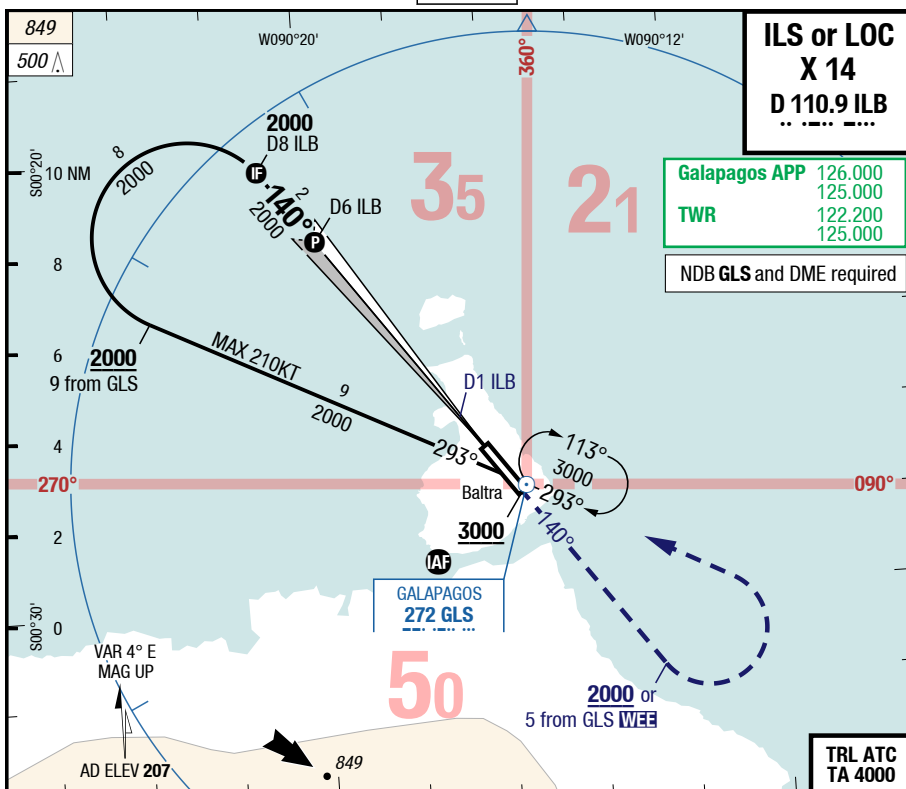 849
500
W090°20'
W090°12'
360°
ILS or LOC
X 14
D 110.9 ILB
2000
D8 ILB
IF
8
2000
S00°20'
10 NM
140°
2
2000
D6 ILB
P
35
21
Galapagos APP 126.000
125.000
TWR 122.200
125.000
NDB GLS and DME required
8
6
2000
9 from GLS
MAX 210KT
9
2000
D1 ILB
4
293°
113°
3000
293°
270°
090°
Baltra
3000
140°
2
IAF
GALAPAGOS
272 GLS
S00°30'
0
VAR 4° E
MAG UP
50
2000 or
5 from GLS WEE
AD ELEV 207
849
TRL ATC
TA 4000